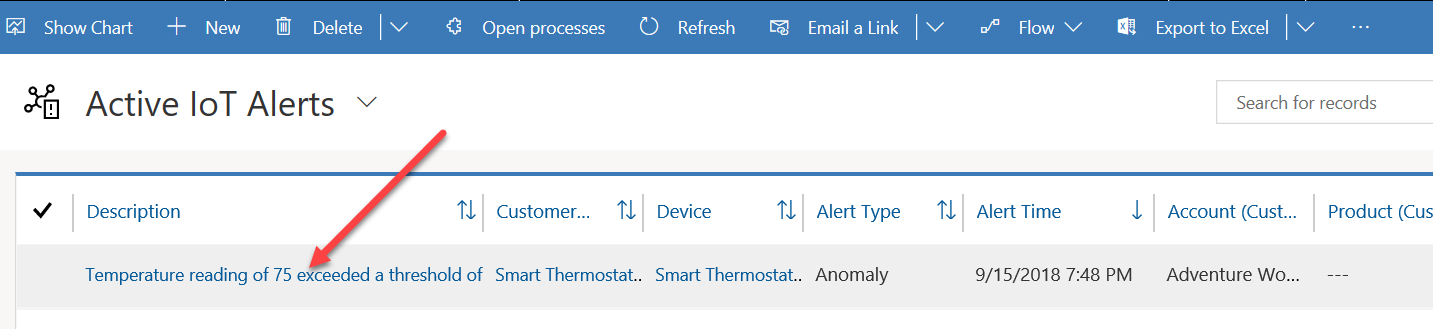 Show Chart New Delete Open processes Refresh Email a Link Flow Export to Excel ...
Active IoT Alerts
Search for records
Description Customer... Device Alert Type Alert Time Account (Cust... Product (Cus
Temperature reading of 75 exceeded a threshold of Smart Thermostat.. Smart Thermostat.. Anomaly 9/15/2018 7:48 PM Adventure Wo... ---